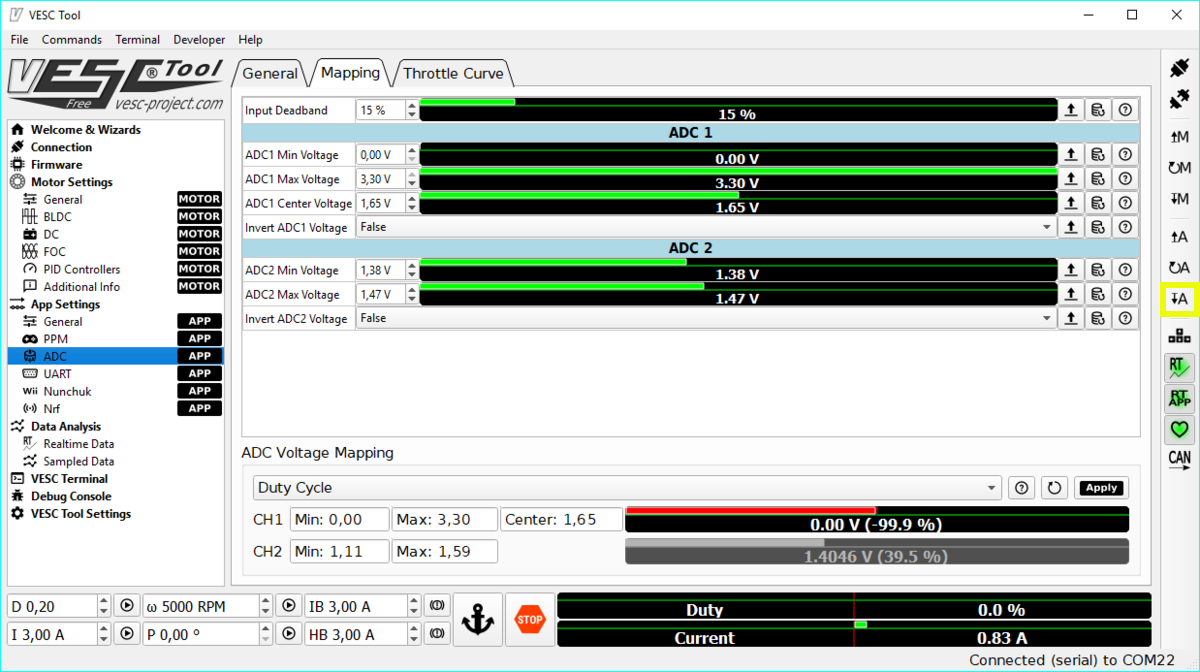 VESC Tool
File Commands Terminal Developer Help
VESC® Tool
Free vesc-project.com
Welcome & Wizards
Connection
Firmware
Motor Settings
General MOTOR
BLDC MOTOR
DC MOTOR
FOC MOTOR
PID Controllers MOTOR
Additional Info MOTOR
App Settings
General APP
PPM APP
ADC APP
UART APP
Wii Nunchuk APP
Nrf APP
Data Analysis
RT Realtime Data
Sampled Data
VESC Terminal
Debug Console
VESC Tool Settings
General Mapping Throttle Curve
Input Deadband 15 % 15 %
ADC 1
ADC1 Min Voltage 0,00 V 0.00 V
ADC1 Max Voltage 3,30 V 3.30 V
ADC1 Center Voltage 1,65 V 1.65 V
Invert ADC1 Voltage False
ADC 2
ADC2 Min Voltage 1,38 V 1.38 V
ADC2 Max Voltage 1,47 V 1.47 V
Invert ADC2 Voltage False
ADC Voltage Mapping
Duty Cycle Apply
CH1 Min: 0,00 Max: 3,30 Center: 1,65 0.00 V (-99.9 %)
CH2 Min: 1,11 Max: 1,59 1.4046 V (39.5 %)
M
M
M
A
A
A
RT
RT APP
CAN
D 0,20 ω 5000 RPM IB 3,00 A STOP Duty 0.0 %
I 3,00 A P 0,00 ° HB 3,00 A Current 0.83 A
Connected (serial) to COM22